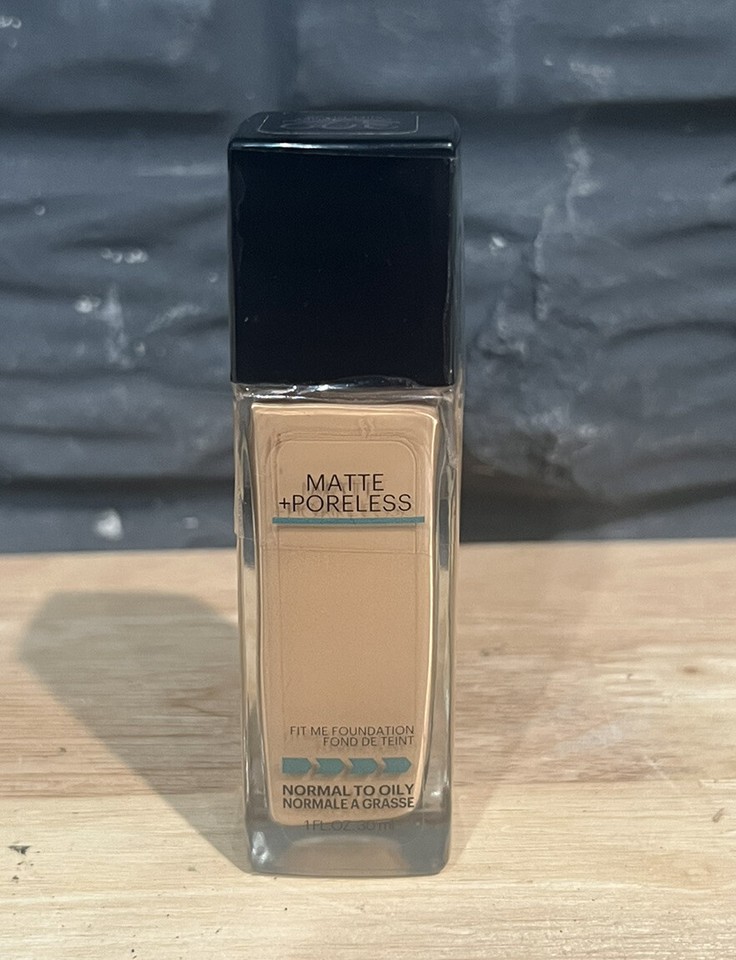 MATTE
+PORELESS
FIT ME FOUNDATION
FOND DE TEINT
NORMAL TO OILY
NORMALE A GRASSE
1 FL.OZ. 30 ml